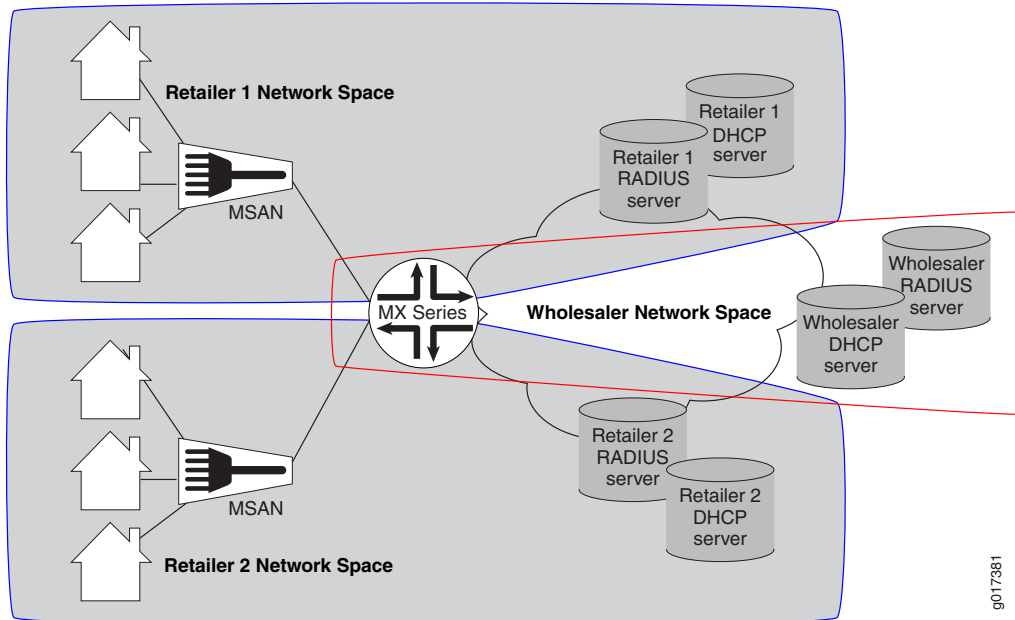 Retailer 1 Network Space
MSAN
Retailer 1
DHCP
server
Retailer 1
RADIUS
server
MX Series
Wholesaler Network Space
Wholesaler
RADIUS
server
Wholesaler
DHCP
server
MSAN
Retailer 2 Network Space
Retailer 2
RADIUS
server
Retailer 2
DHCP
server
g017381